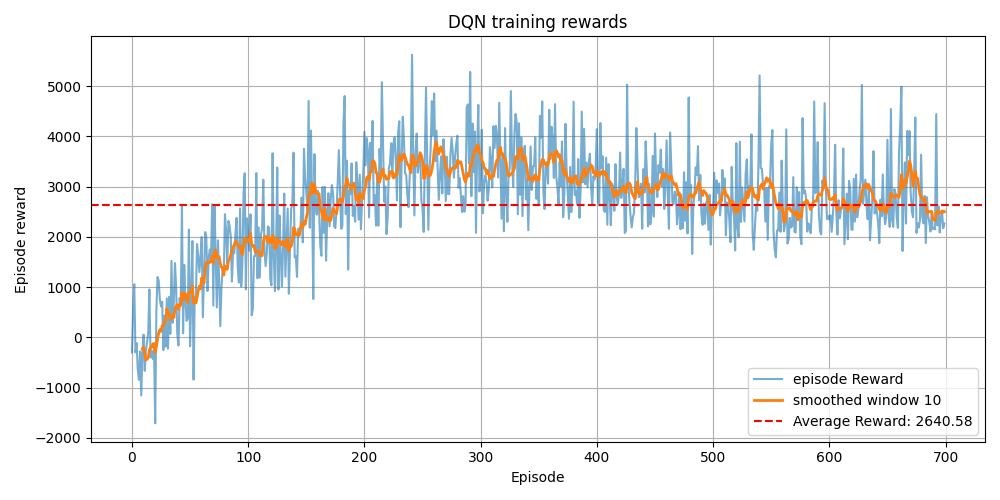 DQN training rewards
Episode reward
5000
4000
3000
2000
1000
0
−1000
−2000
0 100 200 300 400 500 600 700
Episode
episode Reward
smoothed window 10
Average Reward: 2640.58